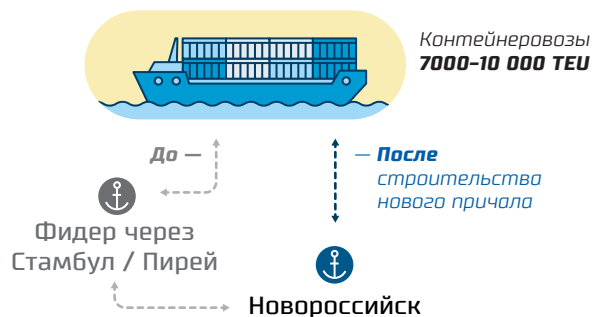 Контейнеровозы
7000–10 000 TEU
До —
— После
строительства
нового причала
Фидер через
Стамбул / Пирей
Новороссийск